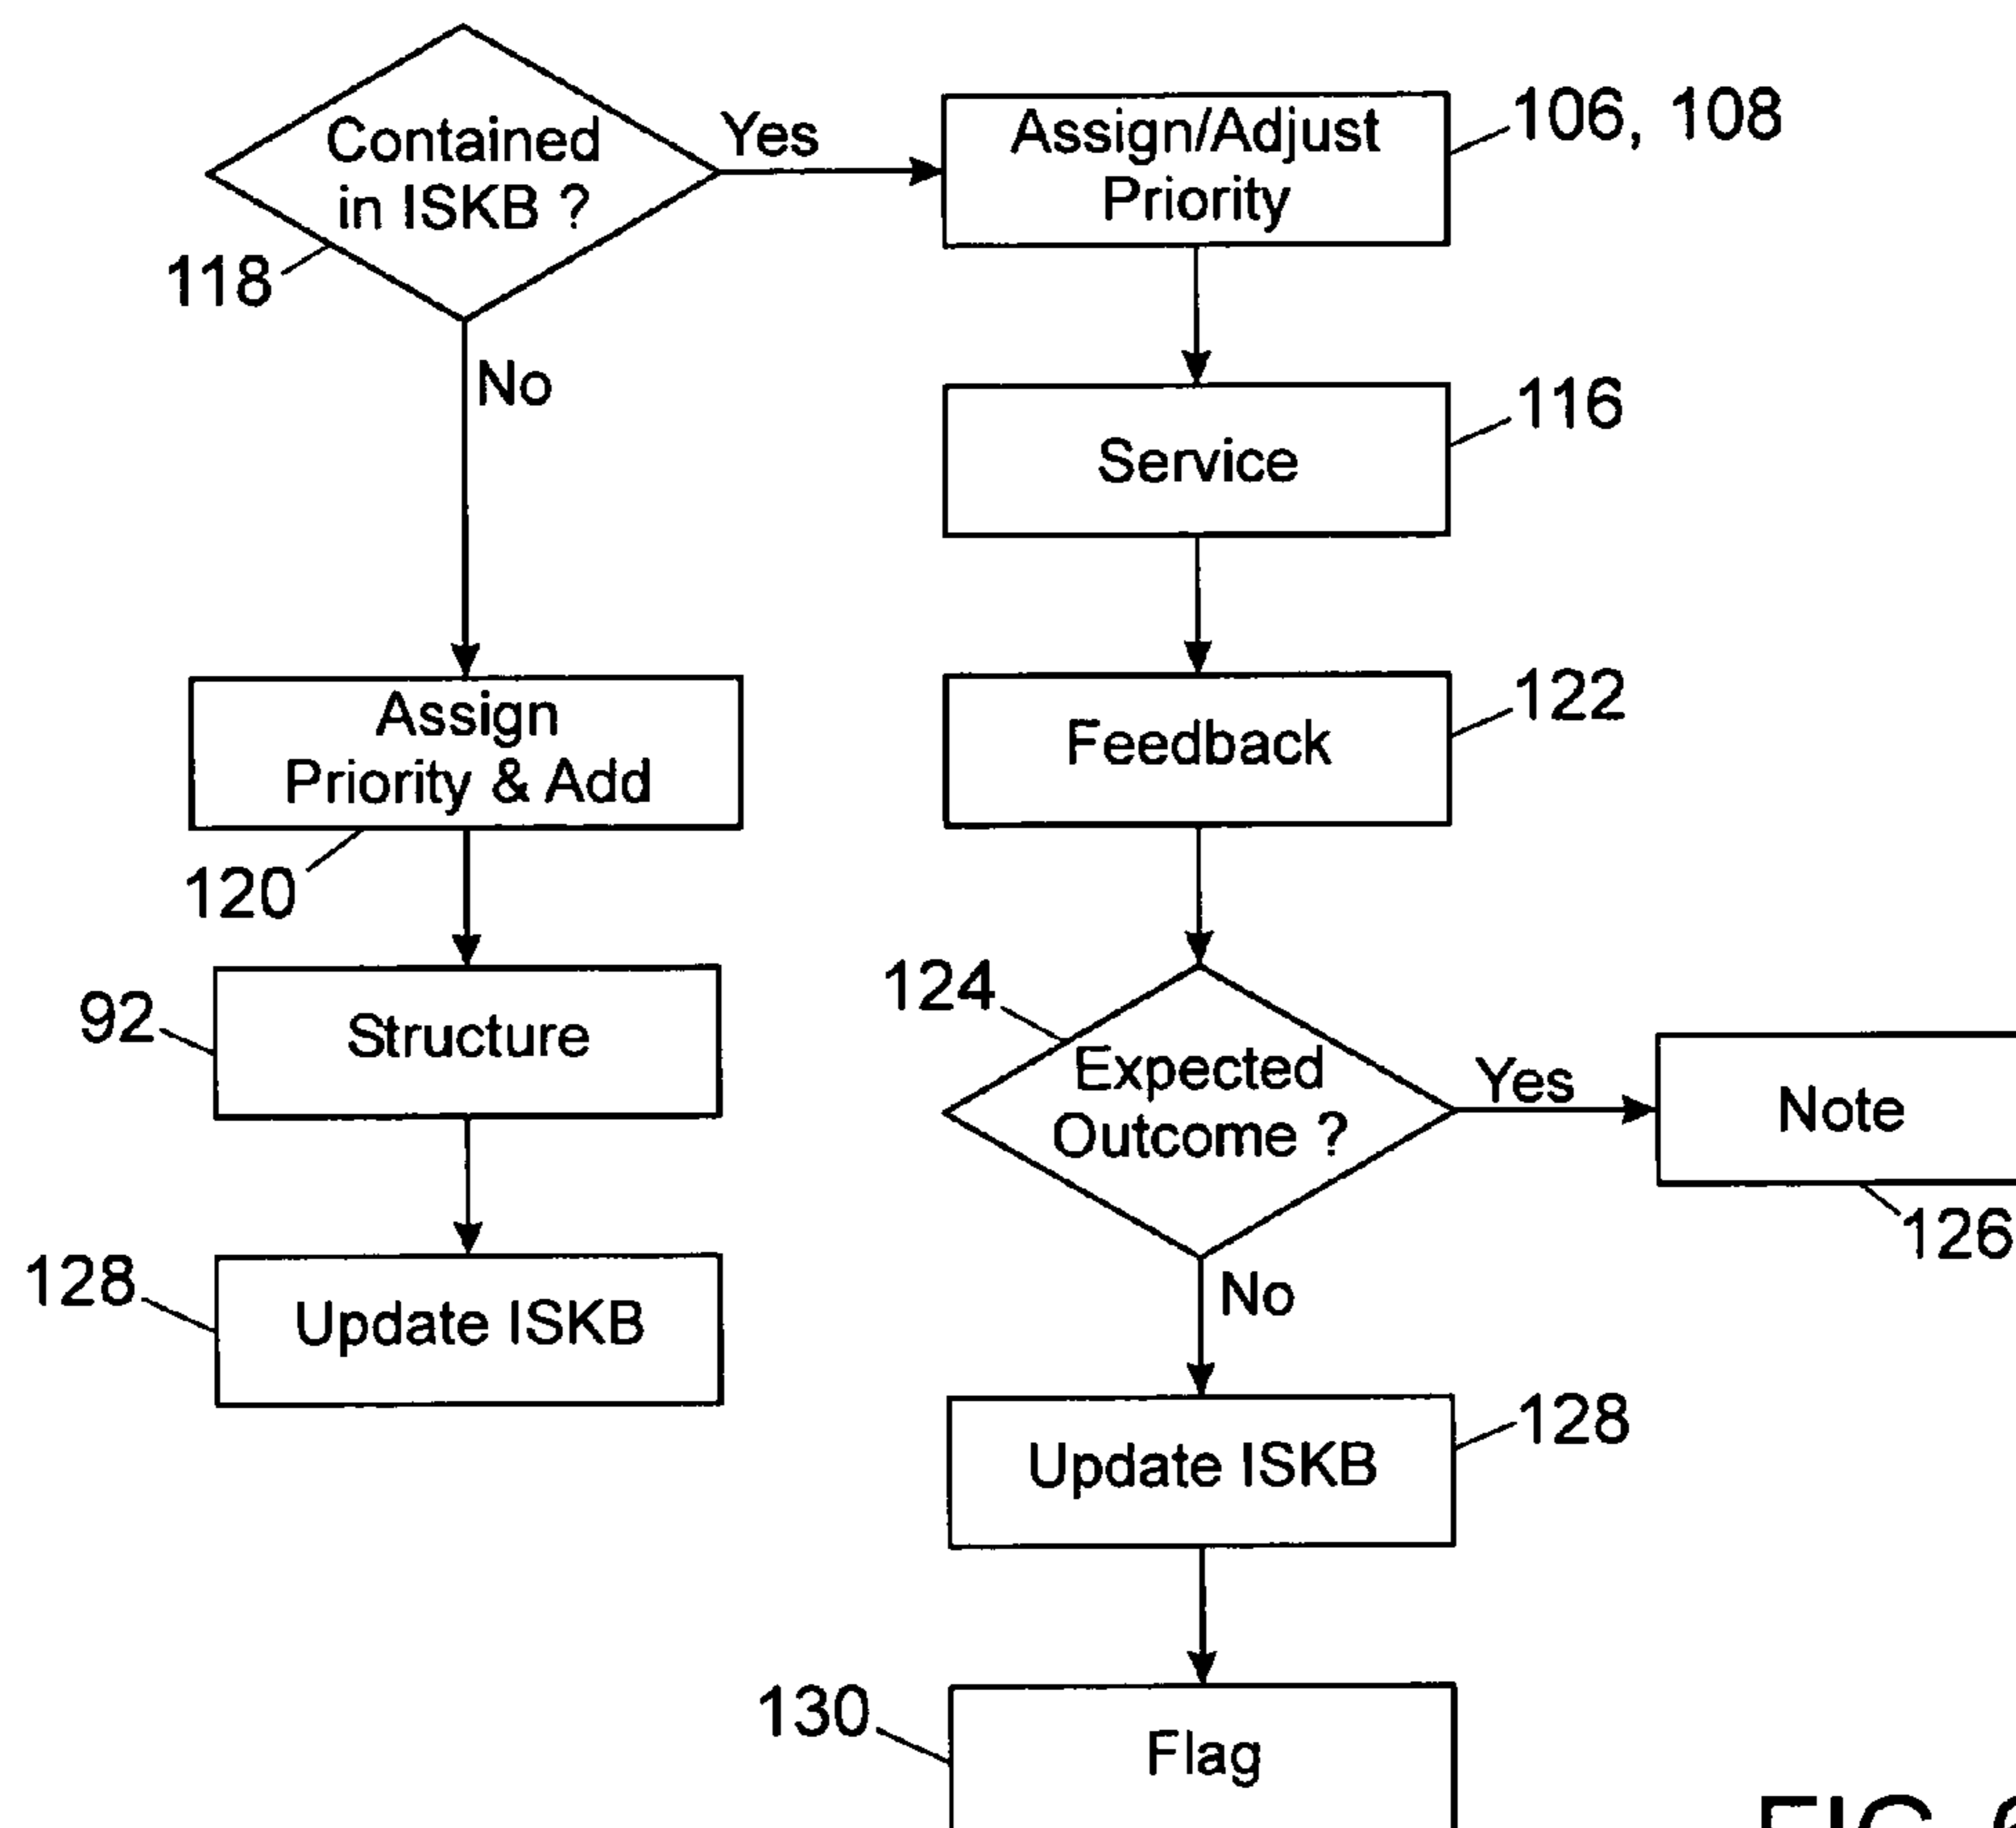 Contained
in ISKB ?
118
Yes
Assign/Adjust
Priority
106, 108
No
Service
116
Assign
Priority & Add
120
Feedback
122
Structure
92
124
Expected
Outcome ?
Yes
Note
126
Update ISKB
128
No
Update ISKB
128
Flag
130